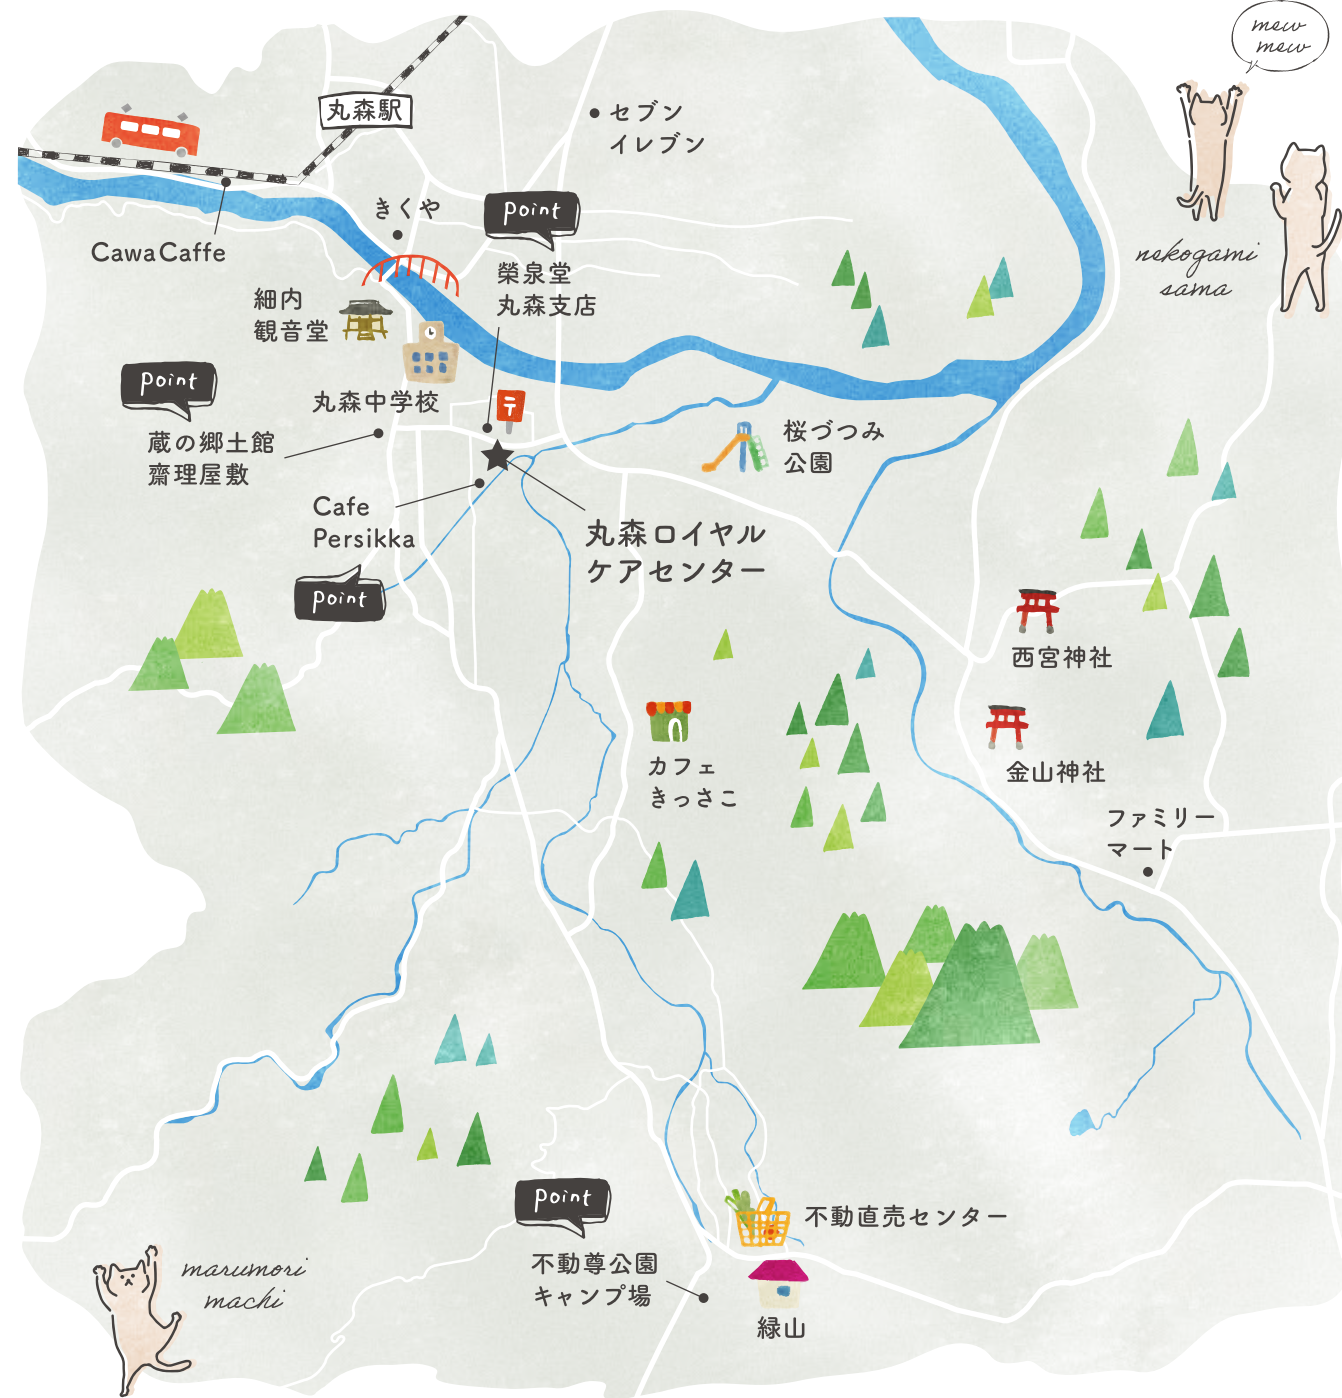 mew
mew
丸森駅
セブン
イレブン
きくや
point
CawaCaffe
nekogami
sama
榮泉堂
丸森支店
細内
観音堂
point
丸森中学校
〒
蔵の郷土館
齋理屋敷
桜づつみ
公園
Cafe
Persikka
丸森ロイヤル
ケアセンター
point
西宮神社
カフェ
きっさこ
金山神社
ファミリー
マート
point
不動直売センター
不動尊公園
キャンプ場
marumori
machi
緑山